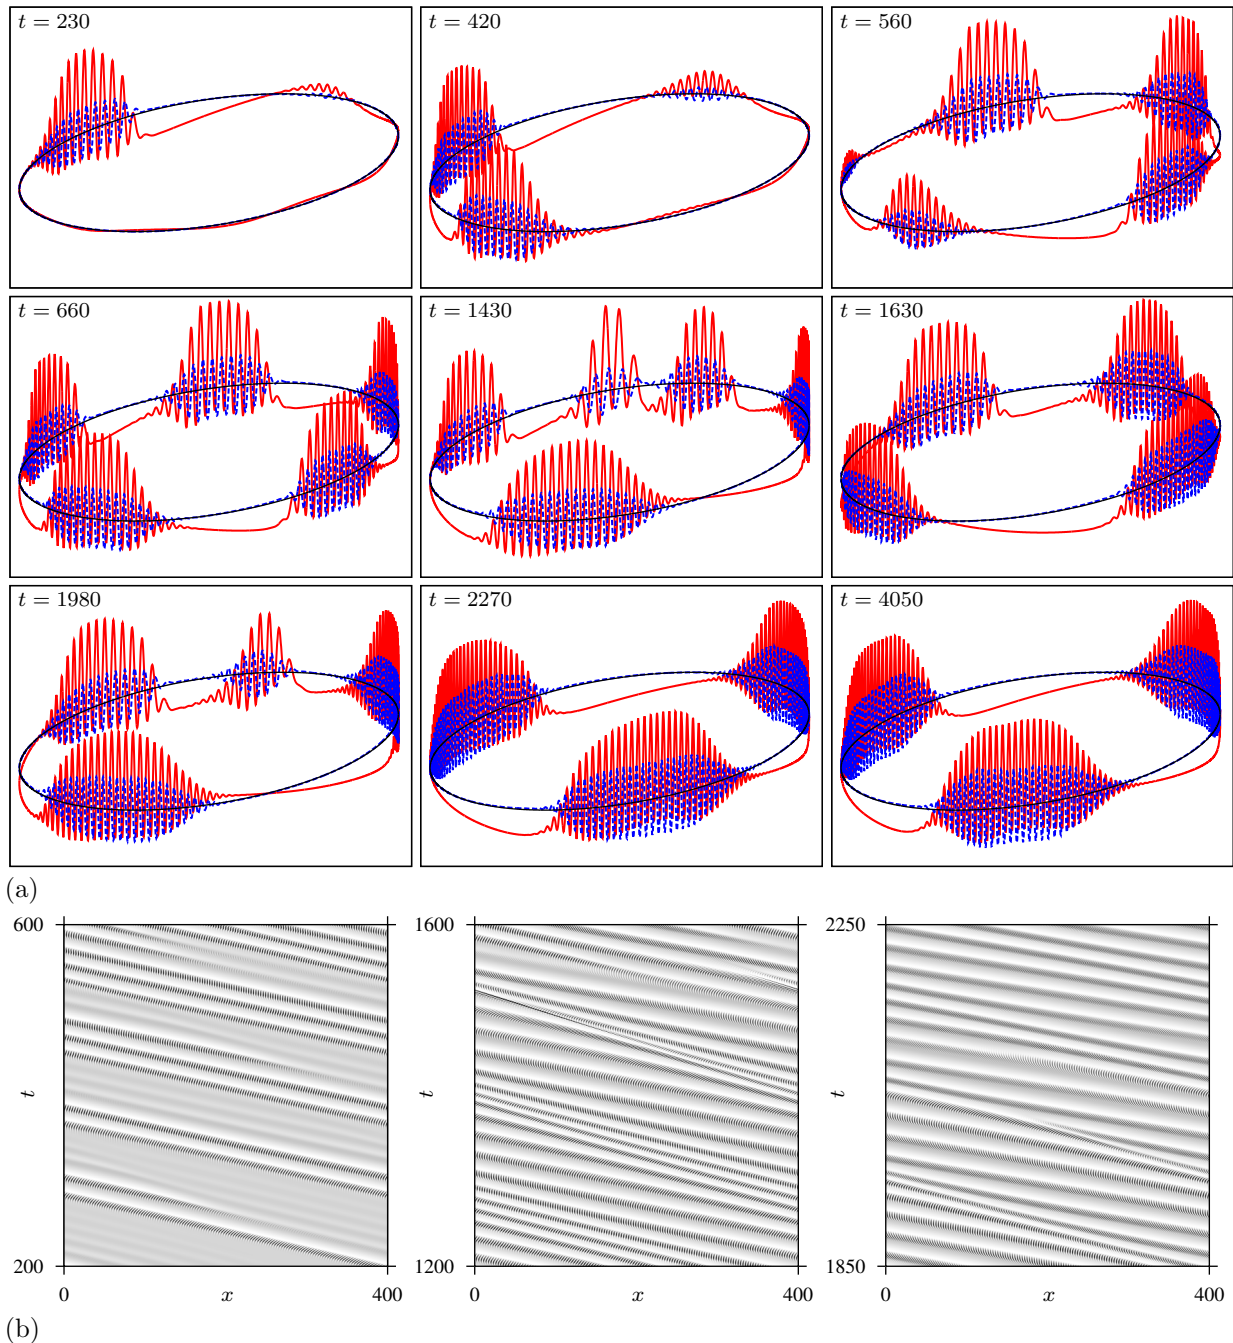 t = 230
t = 420
t = 560
t = 660
t = 1430
t = 1630
t = 1980
t = 2270
t = 4050
(a)
600
t
200
0
x
400
1600
t
1200
0
x
400
2250
t
1850
0
x
400
(b)